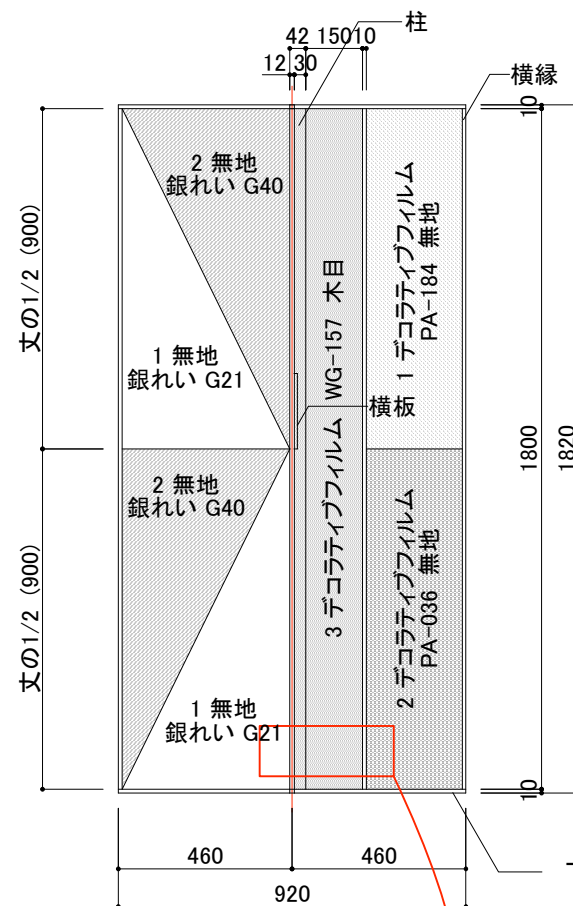 柱
42 150 10
12 30
横縁
10
2 無地
銀れい G40
1 デコラティブフィルム
PA-184 無地
丈の1/2 (900)
3 デコラティブフィルム WG-157 木目
1 無地
銀れい G21
横板
1800
1820
2 無地
銀れい G40
2 デコラティブフィルム
PA-036 無地
丈の1/2 (900)
1 無地
銀れい G21
10
460
460
920